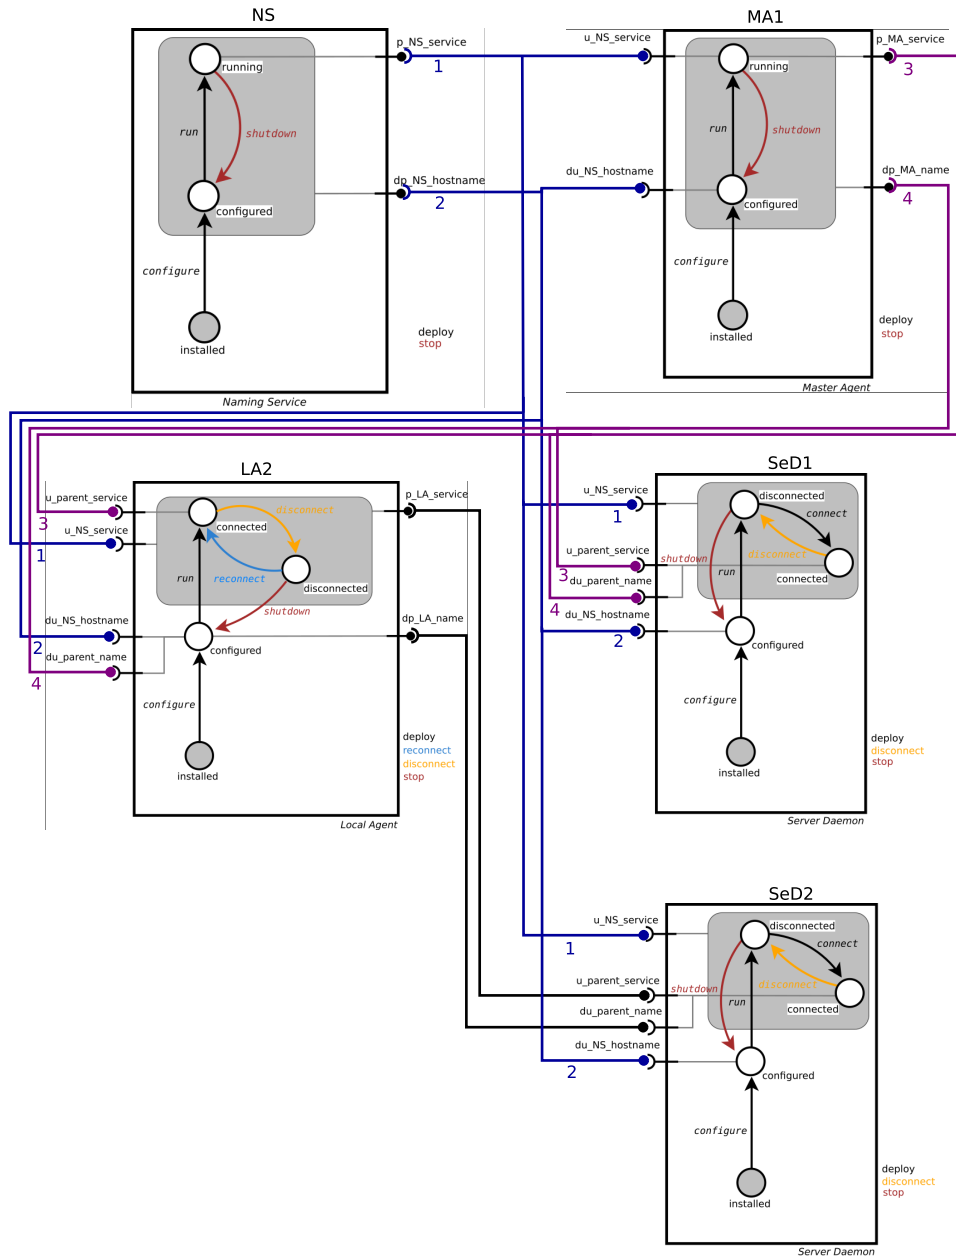 NS
p_NS_service
1
running
run
shutdown
dp_NS_hostname
2
configured
configure
installed
deploy
stop
Naming Service
MA1
u_NS_service
p_MA_service
3
running
run
shutdown
du_NS_hostname
dp_MA_name
4
configured
configure
installed
deploy
stop
Master Agent
LA2
u_parent_service
3
p_LA_service
disconnect
connected
u_NS_service
1
run
reconnect
disconnected
shutdown
du_NS_hostname
2
dp_LA_name
configured
du_parent_name
4
configure
installed
deploy
reconnect
disconnect
stop
Local Agent
SeD1
u_NS_service
1
disconnected
connect
u_parent_service
3
shutdown
run
disconnect
connected
du_parent_name
4
du_NS_hostname
2
configured
configure
installed
deploy
disconnect
stop
Server Daemon
SeD2
u_NS_service
1
disconnected
connect
u_parent_service
shutdown
run
disconnect
connected
du_parent_name
du_NS_hostname
2
configured
configure
installed
deploy
disconnect
stop
Server Daemon